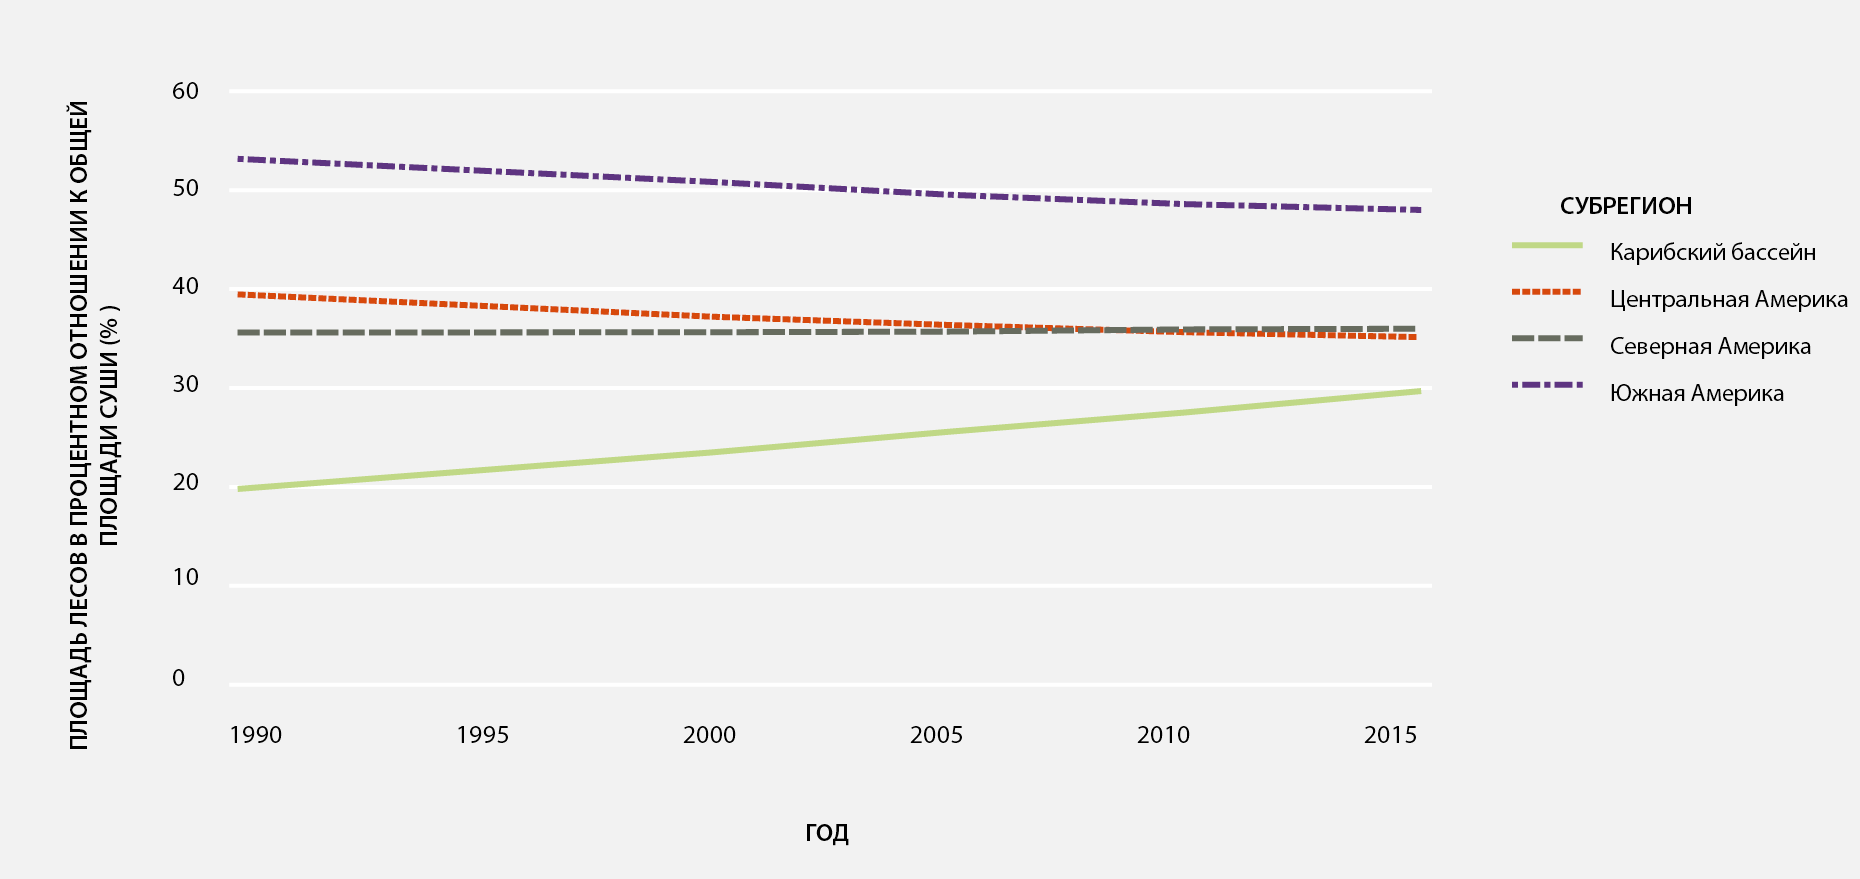 ПЛОЩАДЬ ЛЕСОВ В ПРОЦЕНТНОМ ОТНОШЕНИИ К ОБЩЕЙ
ПЛОЩАДИ СУШИ (% )
60
50
40
30
20
10
0
1990
1995
2000
2005
2010
2015
ГОД
СУБРЕГИОН
Карибский бассейн
Центральная Америка
Северная Америка
Южная Америка